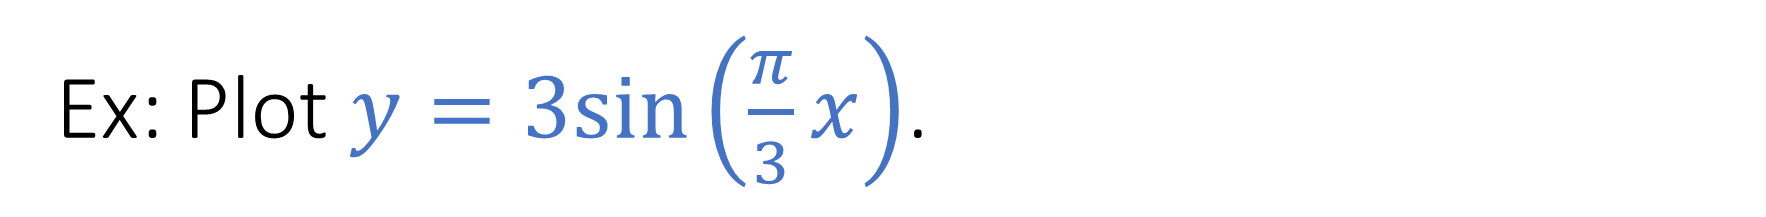 Ex: Plot y = 3sin(π/3 x).